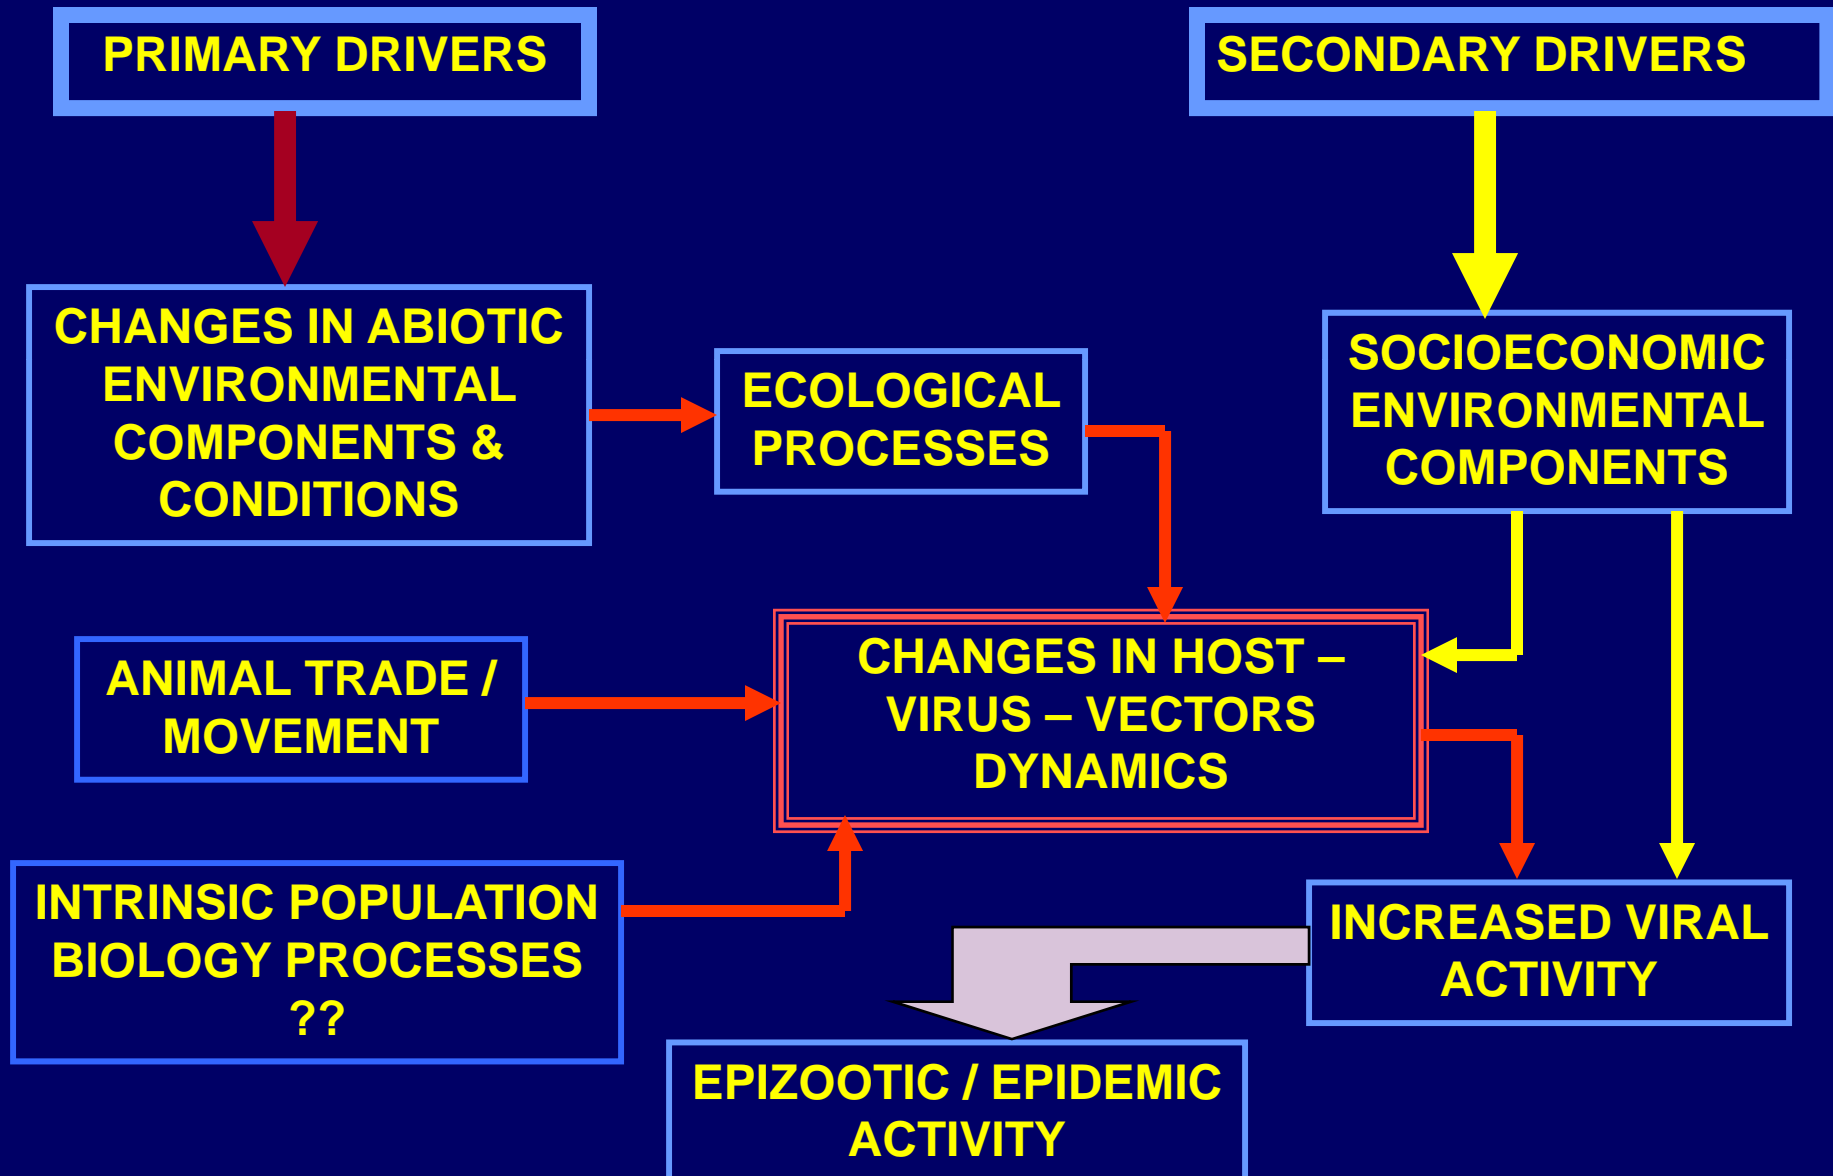 PRIMARY DRIVERS
SECONDARY DRIVERS
CHANGES IN ABIOTIC
ENVIRONMENTAL
COMPONENTS &
CONDITIONS
ECOLOGICAL
PROCESSES
SOCIOECONOMIC
ENVIRONMENTAL
COMPONENTS
ANIMAL TRADE /
MOVEMENT
CHANGES IN HOST –
VIRUS – VECTORS
DYNAMICS
INTRINSIC POPULATION
BIOLOGY PROCESSES
??
INCREASED VIRAL
ACTIVITY
EPIZOOTIC / EPIDEMIC
ACTIVITY